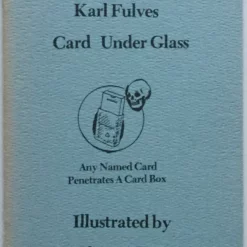 Karl Fulves
Card Under Glass
Any Named Card
Penetrates A Card Box
Illustrated by